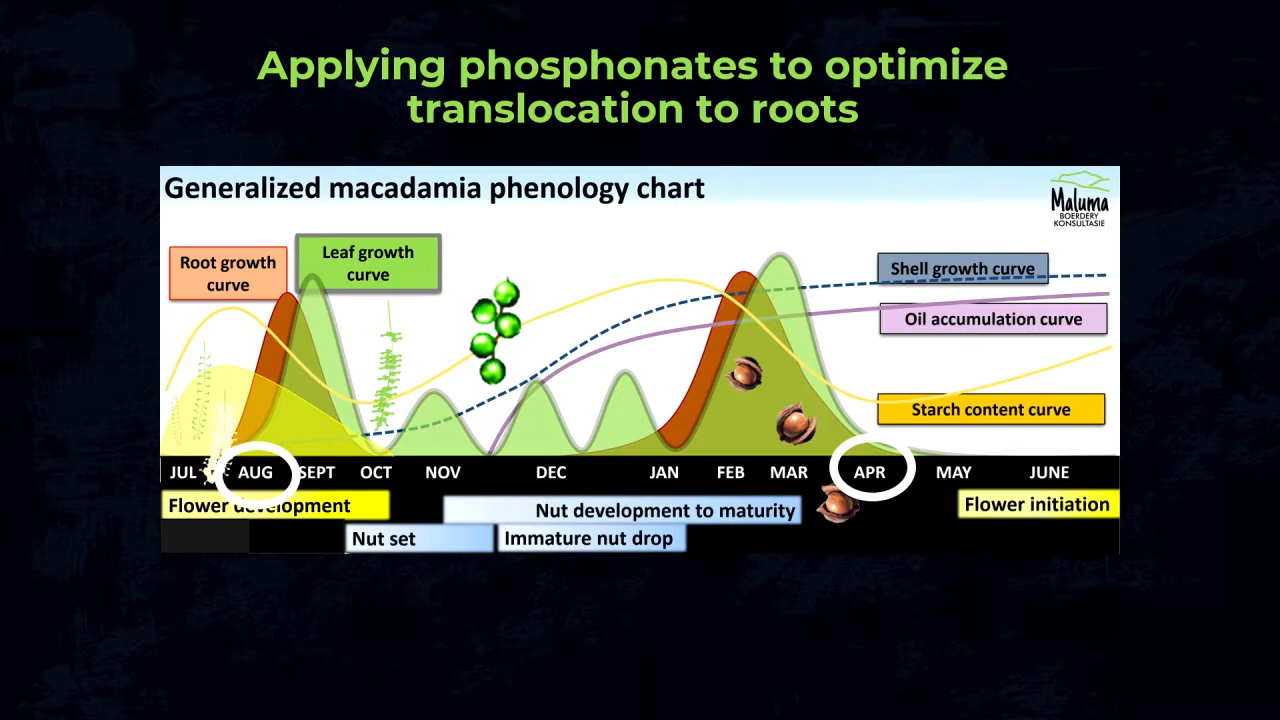 Applying phosphonates to optimize
translocation to roots
Generalized macadamia phenology chart
Maluma
BOERDERY
KONSULTASIE
Root growth
curve
Leaf growth
curve
Shell growth curve
Oil accumulation curve
Starch content curve
JUL AUG SEPT OCT NOV DEC JAN FEB MAR APR MAY JUNE
Flower development
Nut development to maturity
Flower initiation
Nut set
Immature nut drop